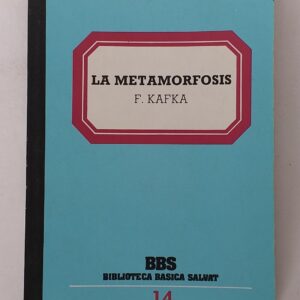 LA METAMORFOSIS
F. KAFKA
BBS
BIBLIOTECA BASICA SALVAT
14